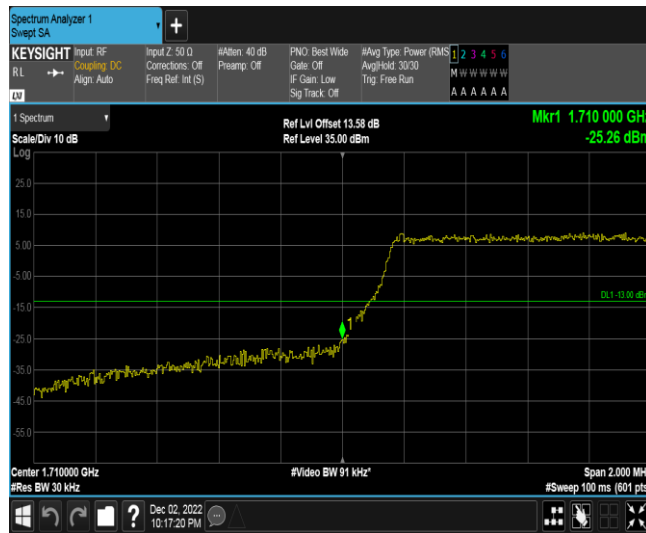 Spectrum Analyzer 1
Swept SA
+
KEYSIGHT
RL
LXI
Input: RF
Coupling: DC
Align: Auto
Input Z: 50 Ω
Corrections: Off
Freq Ref: Int (S)
#Atten: 40 dB
Preamp: Off
PNO: Best Wide
Gate: Off
IF Gain: Low
Sig Track: Off
#Avg Type: Power (RMS
Avg|Hold: 30/30
Trig: Free Run
1 2 3 4 5 6
M W W W W W
A A A A A A
1 Spectrum
Scale/Div 10 dB
Log
Ref Lvl Offset 13.58 dB
Ref Level 35.00 dBm
Mkr1 1.710 000 GHz
-25.26 dBm
25.0
15.0
5.00
-5.00
-15.0
-25.0
-35.0
-45.0
-55.0
1
DL1 -13.00 dBm
Center 1.710000 GHz
#Res BW 30 kHz
#Video BW 91 kHz*
Span 2.000 MH
#Sweep 100 ms (601 pts
?
Dec 02, 2022
10:17:20 PM